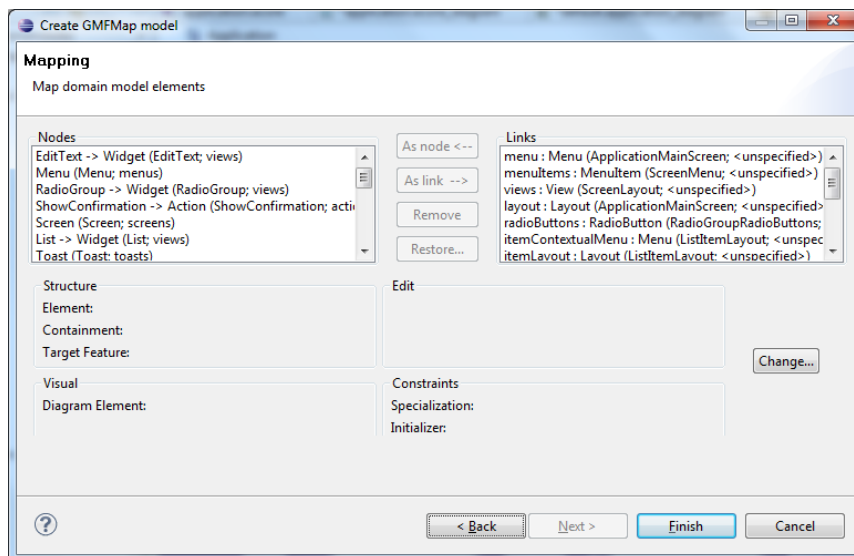 Create GMFMap model
Mapping
Map domain model elements
Nodes
EditText -> Widget (EditText; views)
Menu (Menu; menus)
RadioGroup -> Widget (RadioGroup; views)
ShowConfirmation -> Action (ShowConfirmation; actio
Screen (Screen; screens)
List -> Widget (List; views)
Toast (Toast; toasts)
As node <--
As link -->
Remove
Restore...
Links
menu : Menu (ApplicationMainScreen; <unspecified>)
menuItems : MenuItem (ScreenMenu; <unspecified>)
views : View (ScreenLayout; <unspecified>)
layout : Layout (ApplicationMainScreen; <unspecified>
radioButtons : RadioButton (RadioGroupRadioButtons;
itemContextualMenu : Menu (ListItemLayout; <unspec
itemLayout : Layout (ListItemLayout; <unspecified>)
Structure
Element:
Containment:
Target Feature:
Edit
Change...
Visual
Diagram Element:
Constraints
Specialization:
Initializer:
< Back
Next >
Finish
Cancel